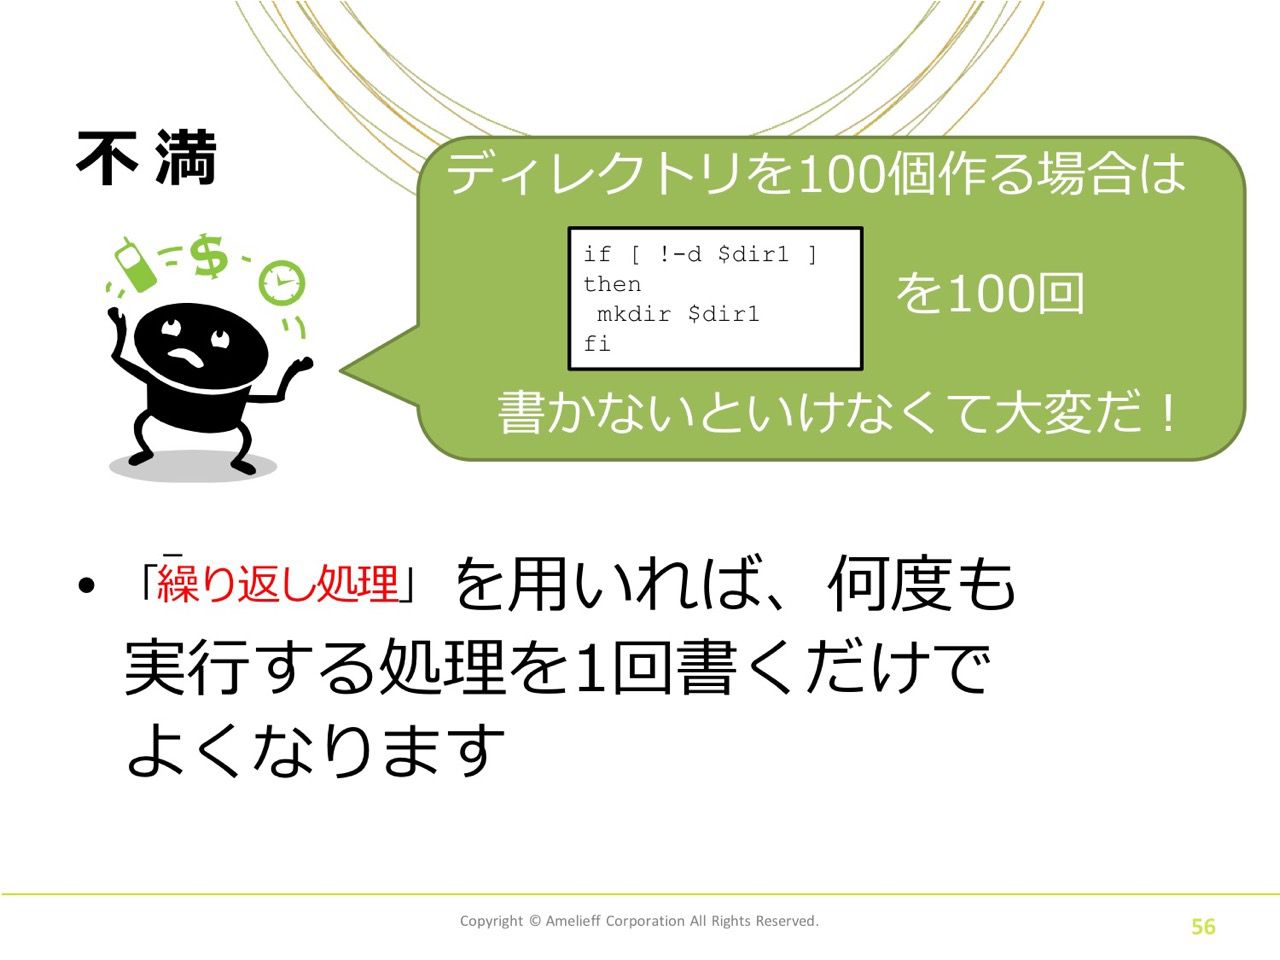 不満
ディレクトリを100個作る場合は
if [ !-d $dir1 ]
then
 mkdir $dir1
fi
を100回
書かないといけなくて大変だ！
• 「繰り返し処理」を用いれば、何度も
実行する処理を1回書くだけで
よくなります
Copyright © Amelieff Corporation All Rights Reserved.
56